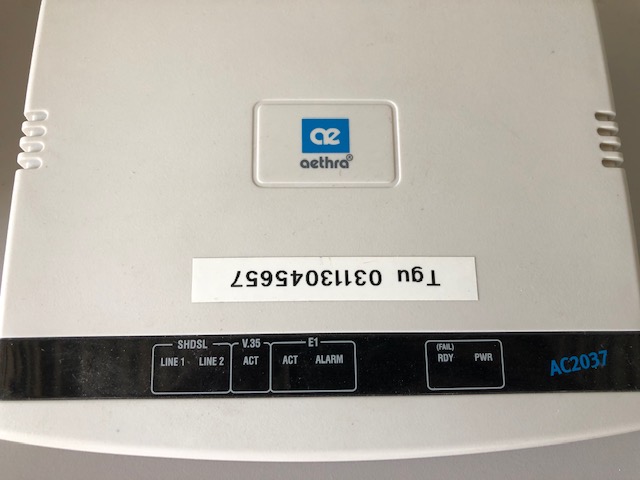 ae
aethra®
Tgu 03113045657
SHDSL V.35 E1 (FAIL)
LINE 1 LINE 2 ACT ACT ALARM RDY PWR
AC2037